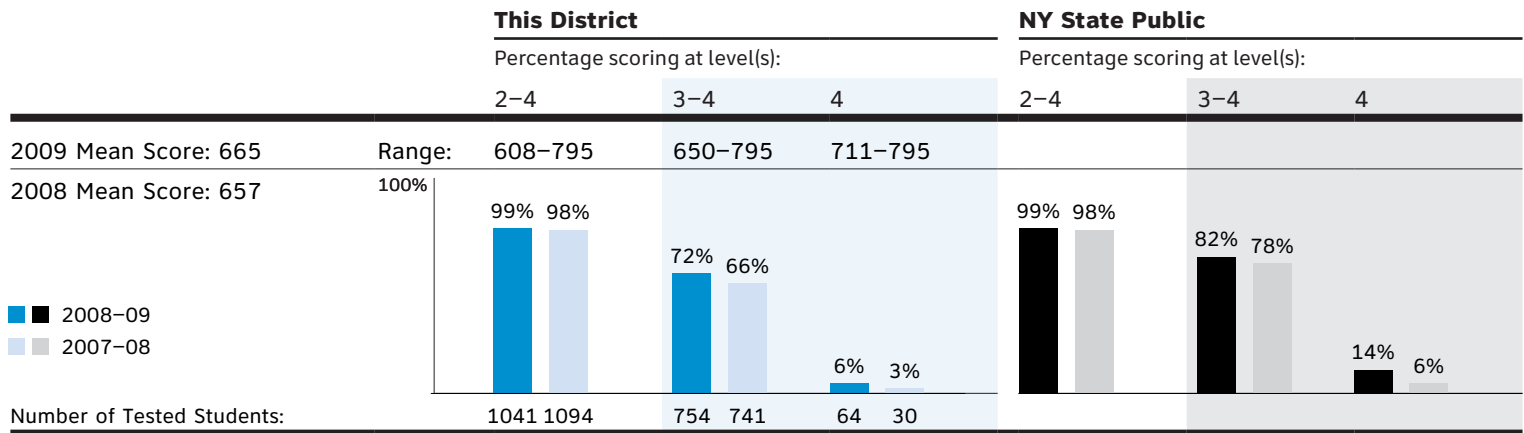 This District NY State Public
Percentage scoring at level(s): Percentage scoring at level(s):
2–4 3–4 4 2–4 3–4 4
2009 Mean Score: 665 Range: 608–795 650–795 711–795
2008 Mean Score: 657 100%
99% 98% 72% 66% 6% 3% 99% 98% 82% 78% 14% 6%
2008–09
2007–08
Number of Tested Students: 1041 1094 754 741 64 30